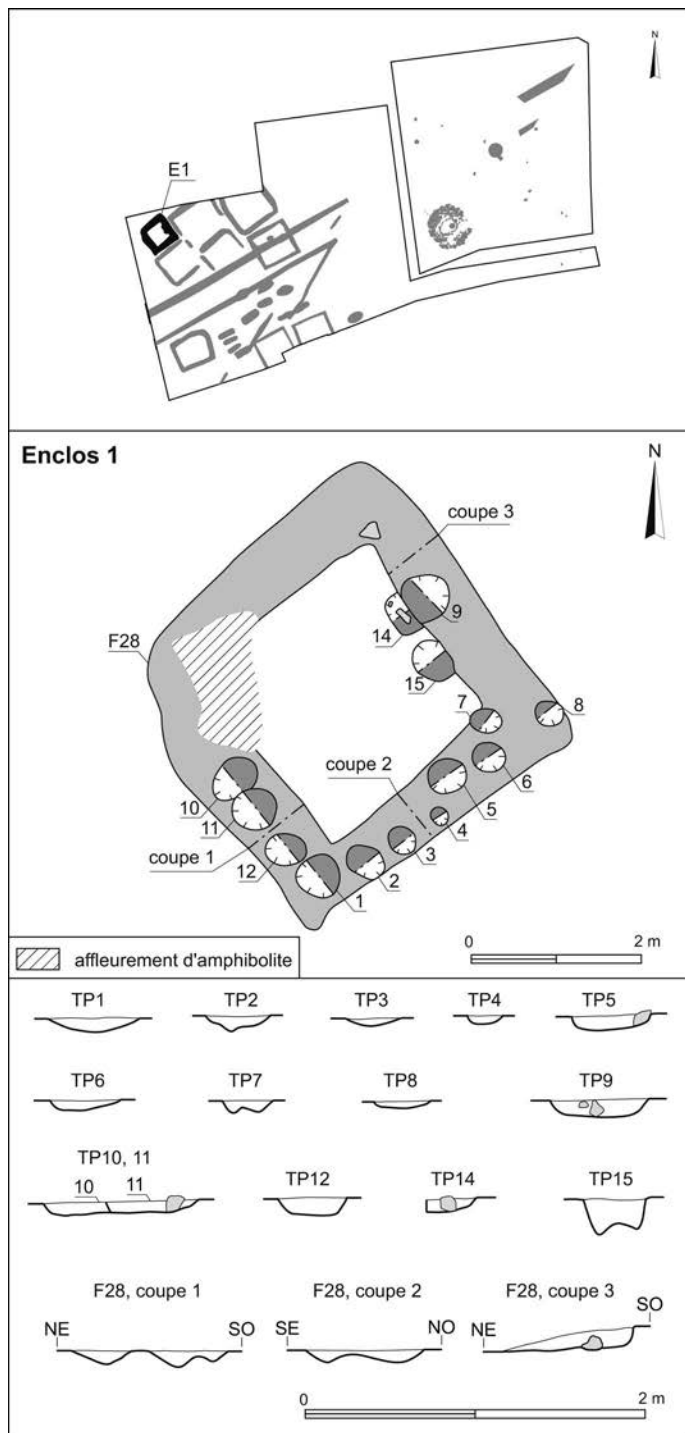 N
E1
Enclos 1
N
coupe 3
9
14
F28
15
7
8
coupe 2
6
5
10
4
11
3
coupe 1
2
12
1
affleurement d'amphibolite
0 2 m
TP1 TP2 TP3 TP4 TP5
TP6 TP7 TP8 TP9
TP10, 11
10 11
TP12 TP14 TP15
F28, coupe 1 F28, coupe 2 F28, coupe 3
NE SO SE NO NE SO
0 2 m